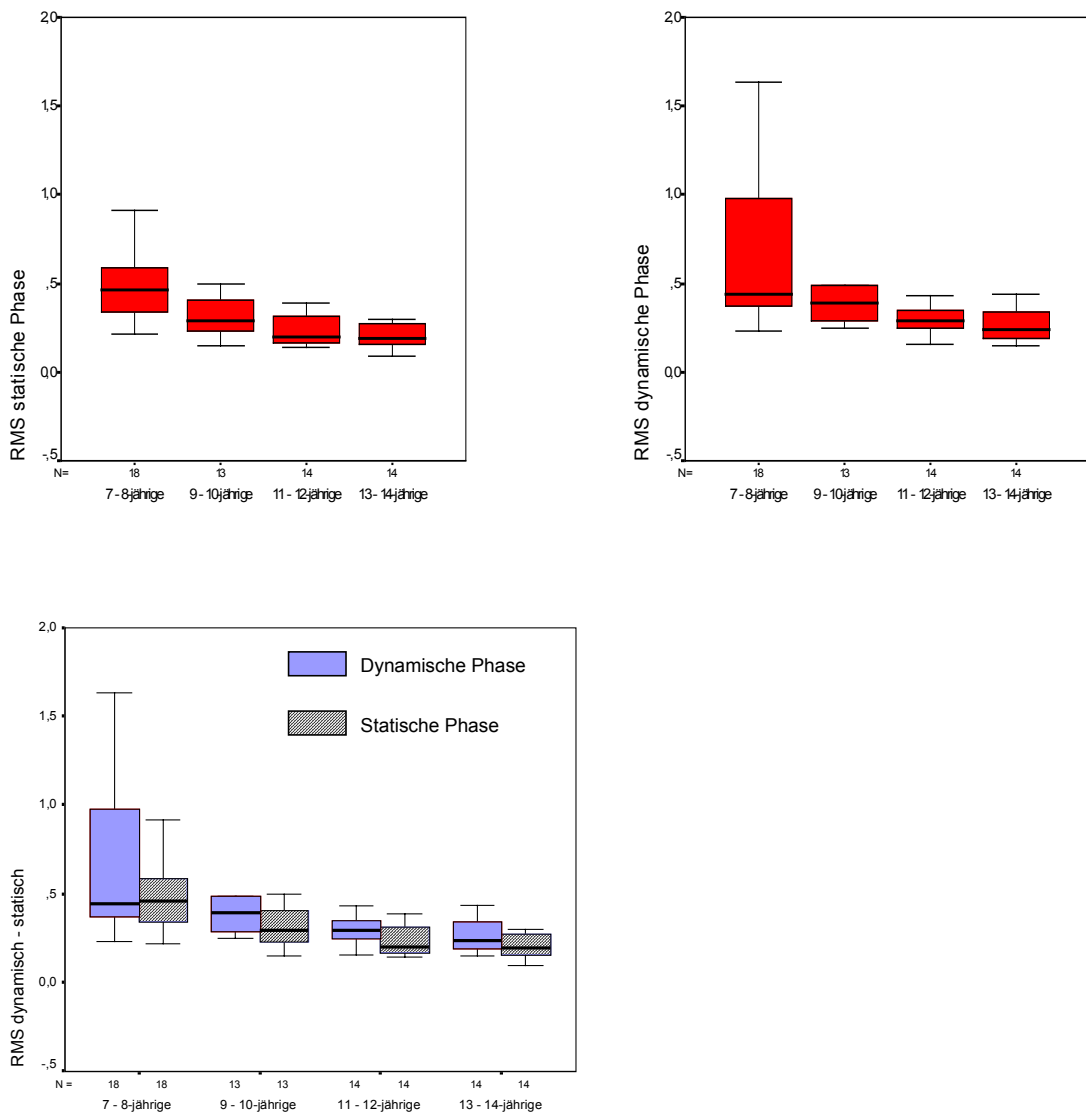 2,0
1,5
1,0
,5
0,0
-,5
RMS statische Phase
N= 18 13 14 14
7 - 8-jährige 9 - 10-jährige 11 - 12-jährige 13 - 14-jährige
2,0
1,5
1,0
,5
0,0
-,5
RMS dynamische Phase
N= 18 13 14 14
7 - 8-jährige 9 - 10-jährige 11 - 12-jährige 13 - 14-jährige
2,0
1,5
1,0
,5
0,0
-,5
RMS dynamisch - statisch
Dynamische Phase
Statische Phase
N = 18 18 13 13 14 14 14 14
7 - 8-jährige 9 - 10-jährige 11 - 12-jährige 13 - 14-jährige